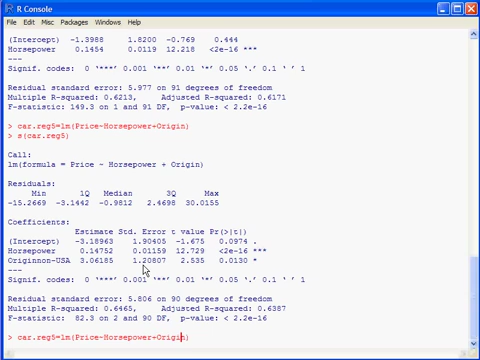 R Console
File Edit Misc Packages Windows Help
(Intercept) -1.3988 1.8200 -0.769 0.444
Horsepower 0.1454 0.0119 12.218 <2e-16 ***
---
Signif. codes: 0 '***' 0.001 '**' 0.01 '*' 0.05 '.' 0.1 ' ' 1
Residual standard error: 5.977 on 91 degrees of freedom
Multiple R-squared: 0.6213, Adjusted R-squared: 0.6171
F-statistic: 149.3 on 1 and 91 DF, p-value: < 2.2e-16
> car.reg5=lm(Price~Horsepower+Origin)
> s(car.reg5)
Call:
lm(formula = Price ~ Horsepower + Origin)
Residuals:
Min 1Q Median 3Q Max
-15.2669 -3.1442 -0.9812 2.4698 30.0155
Coefficients:
Estimate Std. Error t value Pr(>|t|)
(Intercept) -3.18963 1.90405 -1.675 0.0974 .
Horsepower 0.14752 0.01159 12.729 <2e-16 ***
Originnon-USA 3.06185 1.20807 2.535 0.0130 *
---
Signif. codes: 0 '***' 0.001 '**' 0.01 '*' 0.05 '.' 0.1 ' ' 1
Residual standard error: 5.806 on 90 degrees of freedom
Multiple R-squared: 0.6465, Adjusted R-squared: 0.6387
F-statistic: 82.3 on 2 and 90 DF, p-value: < 2.2e-16
> car.reg5=lm(Price~Horsepower+Origin)